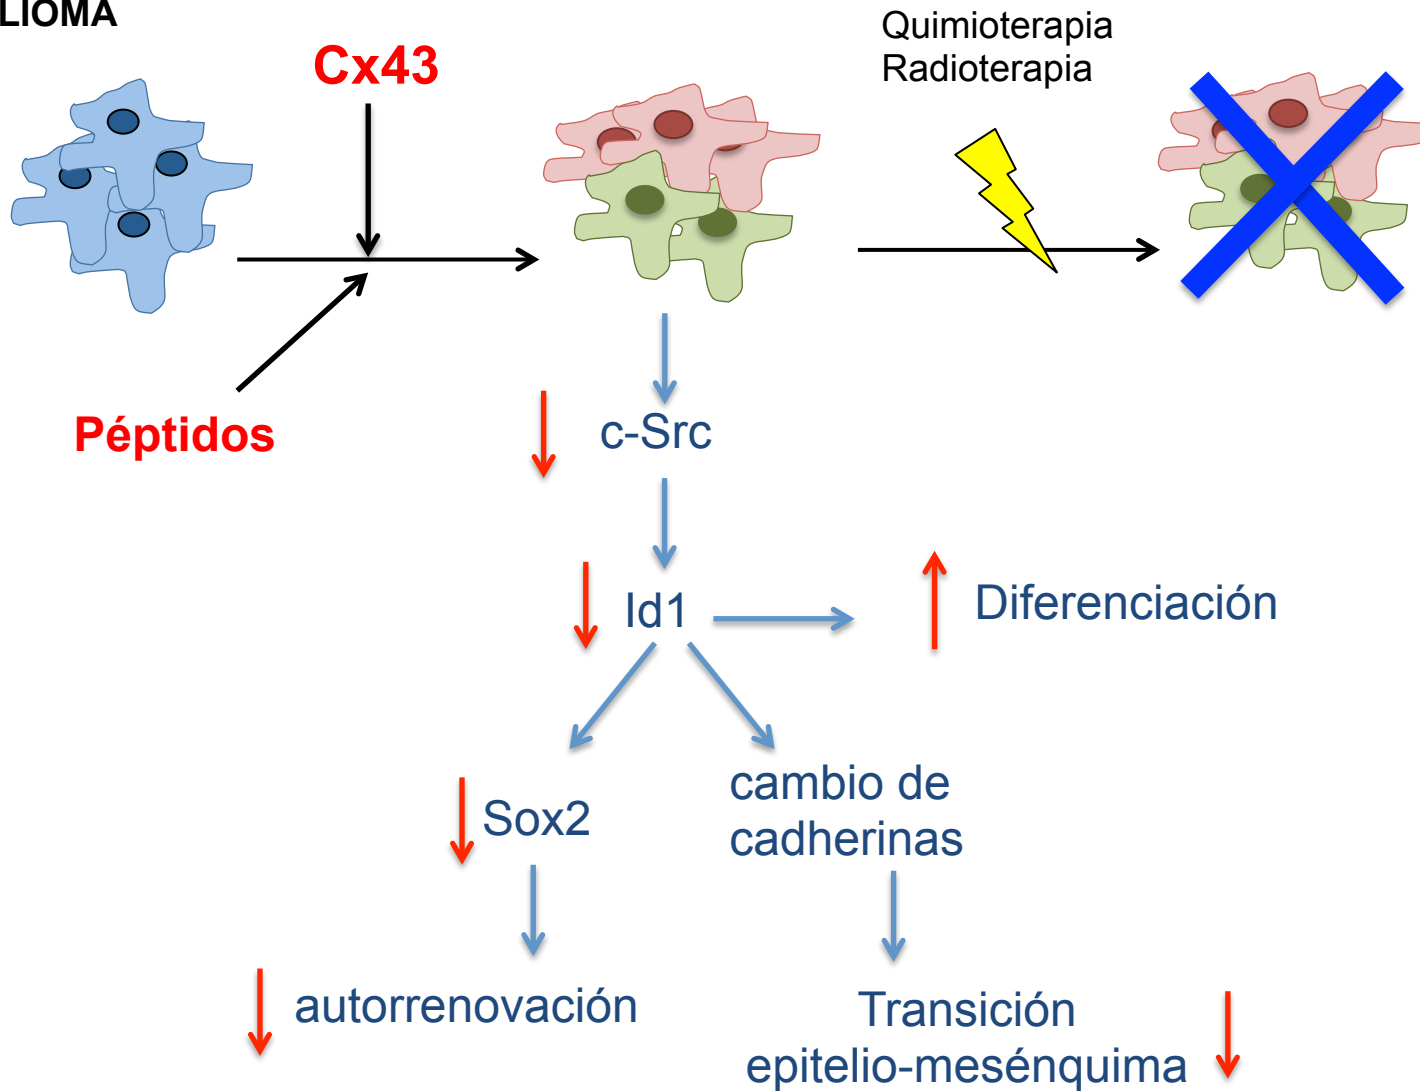 LIOMA
Cx43
Quimioterapia
Radioterapia
Péptidos
c-Src
Id1
Diferenciación
Sox2
cambio de
cadherinas
autorrenovación
Transición
epitelio-mesénquima